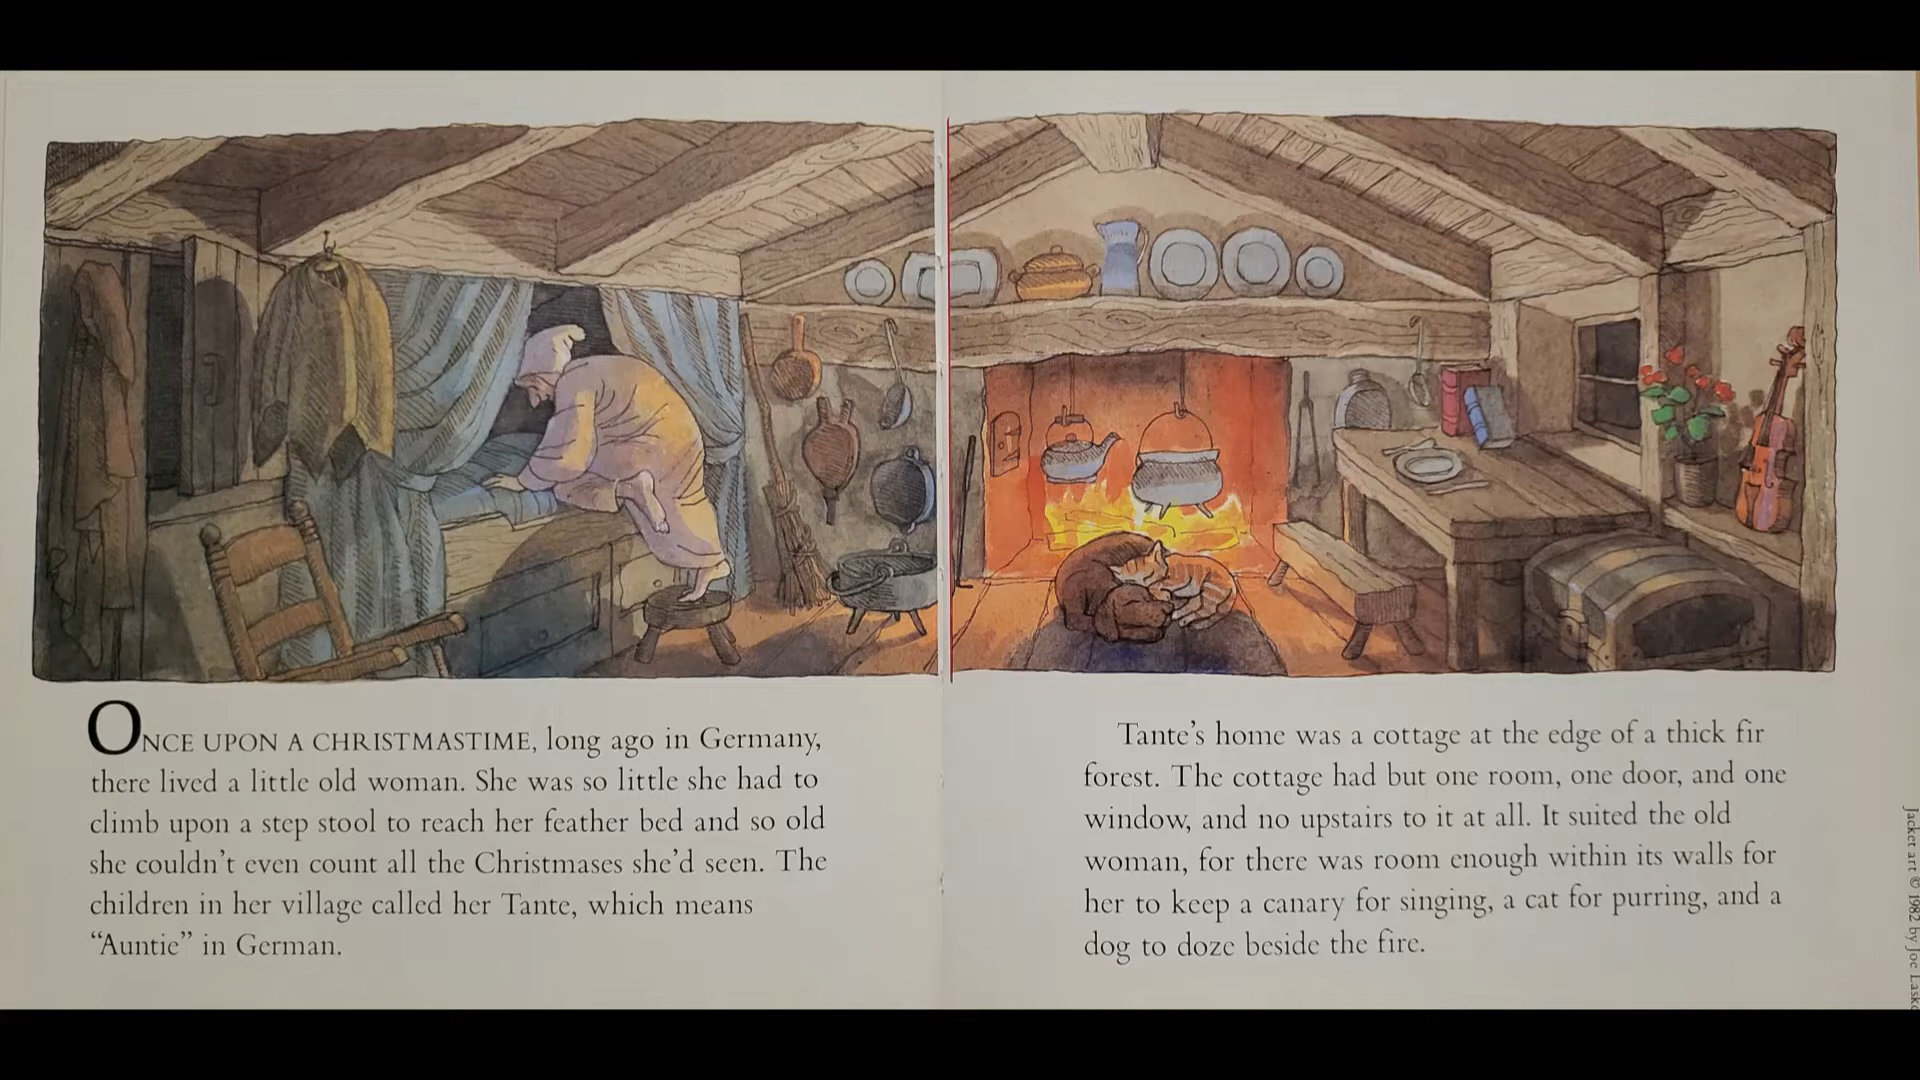 ONCE UPON A CHRISTMASTIME, long ago in Germany,
there lived a little old woman. She was so little she had to
climb upon a step stool to reach her feather bed and so old
she couldn't even count all the Christmases she'd seen. The
children in her village called her Tante, which means
“Auntie” in German.
Tante's home was a cottage at the edge of a thick fir
forest. The cottage had but one room, one door, and one
window, and no upstairs to it at all. It suited the old
woman, for there was room enough within its walls for
her to keep a canary for singing, a cat for purring, and a
dog to doze beside the fire.
Jacket art © 1982 by Joe